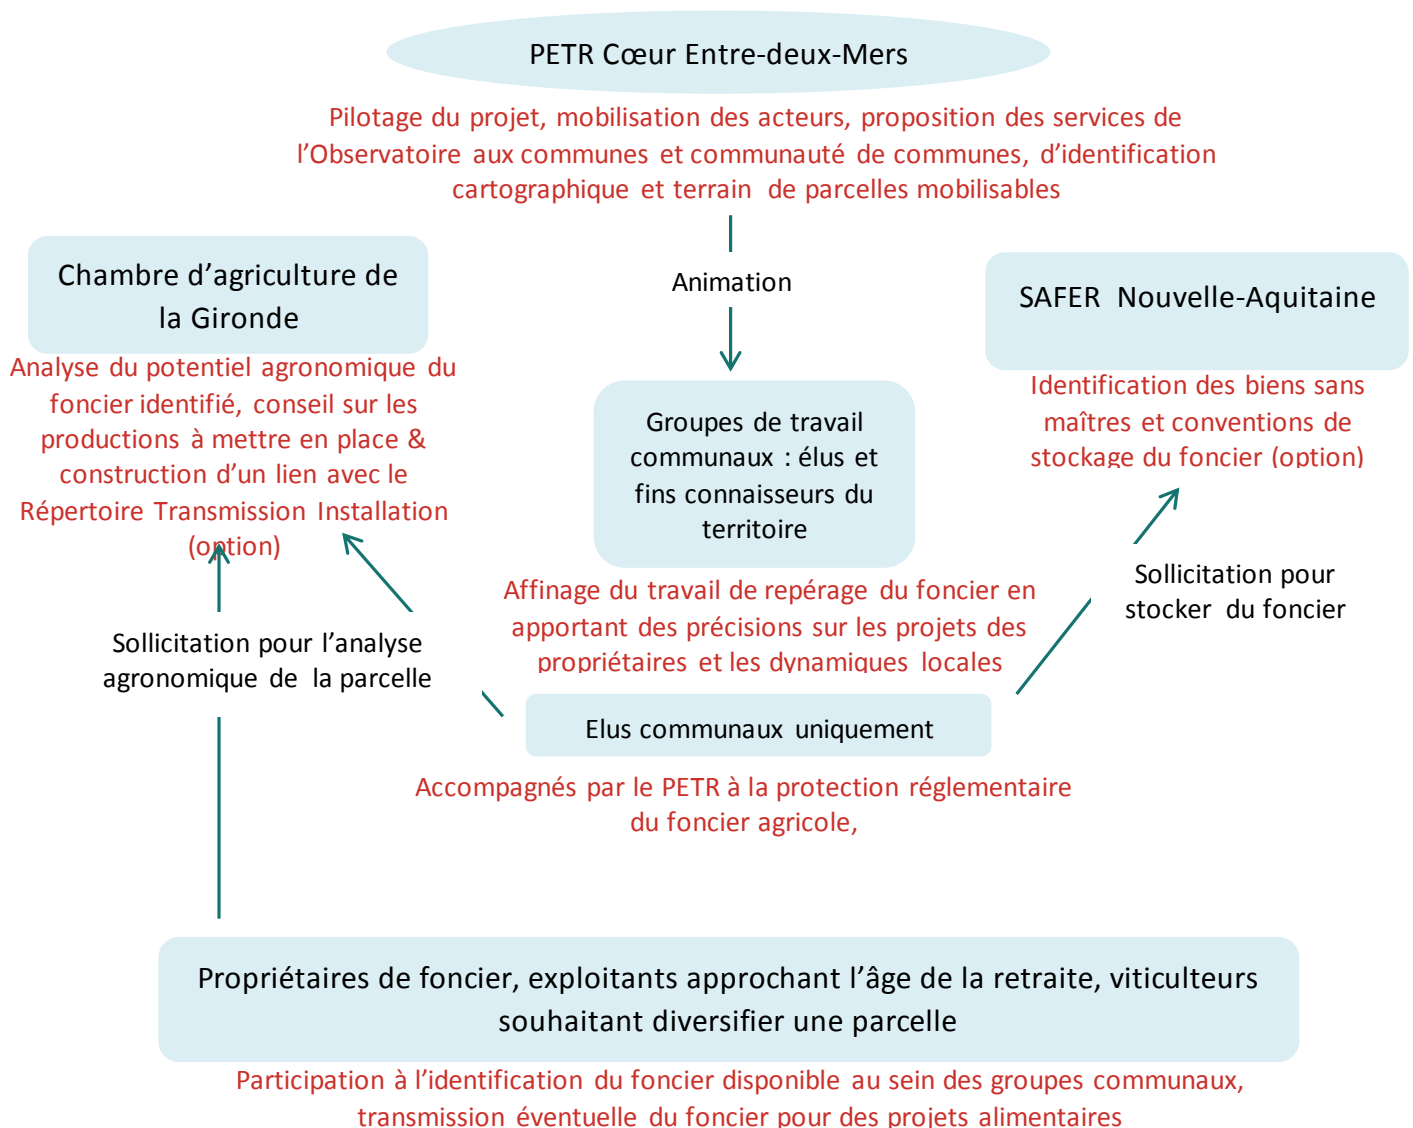 PETR Cœur Entre-deux-Mers
Pilotage du projet, mobilisation des acteurs, proposition des services de
l’Observatoire aux communes et communauté de communes, d’identification
cartographique et terrain de parcelles mobilisables
Animation
Chambre d’agriculture de
la Gironde
Analyse du potentiel agronomique du
foncier identifié, conseil sur les
productions à mettre en place &
construction d’un lien avec le
Répertoire Transmission Installation
(option)
SAFER Nouvelle-Aquitaine
Identification des biens sans
maîtres et conventions de
stockage du foncier (option)
Groupes de travail
communaux : élus et
fins connaisseurs du
territoire
Affinage du travail de repérage du foncier en
apportant des précisions sur les projets des
propriétaires et les dynamiques locales
Sollicitation pour
stocker du foncier
Sollicitation pour l’analyse
agronomique de la parcelle
Elus communaux uniquement
Accompagnés par le PETR à la protection réglementaire
du foncier agricole,
Propriétaires de foncier, exploitants approchant l’âge de la retraite, viticulteurs
souhaitant diversifier une parcelle
Participation à l’identification du foncier disponible au sein des groupes communaux,
transmission éventuelle du foncier pour des projets alimentaires